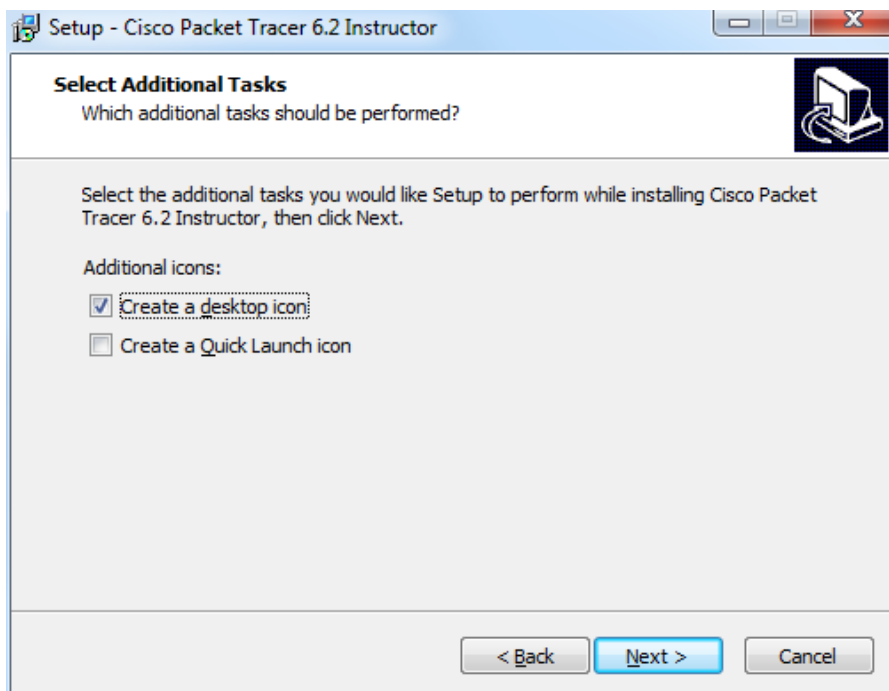 Setup - Cisco Packet Tracer 6.2 Instructor
Select Additional Tasks
Which additional tasks should be performed?
Select the additional tasks you would like Setup to perform while installing Cisco Packet
Tracer 6.2 Instructor, then click Next.
Additional icons:
Create a desktop icon
Create a Quick Launch icon
< Back
Next >
Cancel